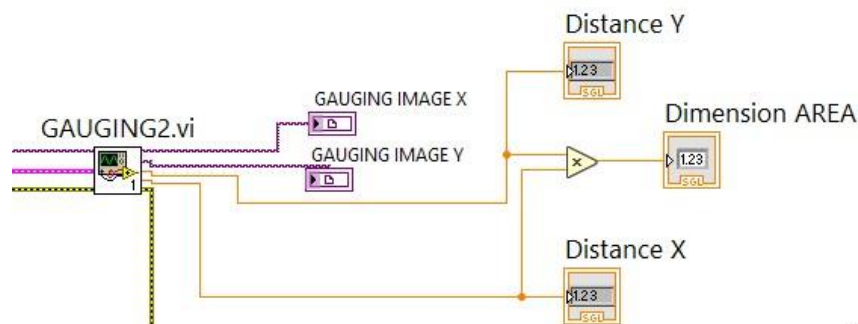 Distance Y
1.23
SGL
GAUGING IMAGE X
GAUGING2.vi
Dimension AREA
GAUGING IMAGE Y
1.23
SGL
1
Distance X
1.23
SGL